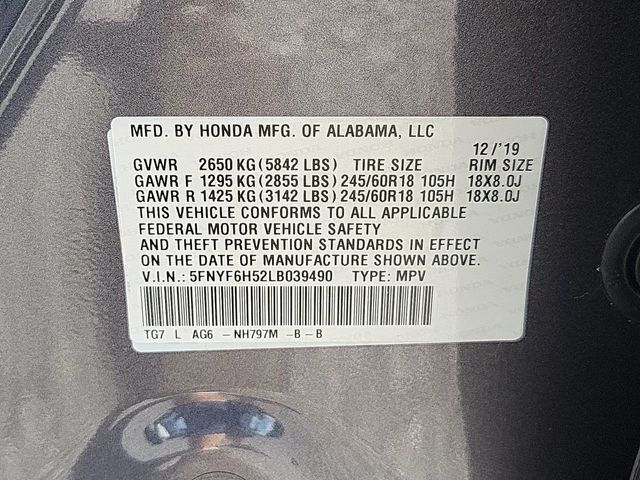 MFD. BY HONDA MFG. OF ALABAMA, LLC
12/'19
GVWR 2650 KG (5842 LBS) TIRE SIZE RIM SIZE
GAWR F 1295 KG (2855 LBS) 245/60R18 105H 18X8.0J
GAWR R 1425 KG (3142 LBS) 245/60R18 105H 18X8.0J
THIS VEHICLE CONFORMS TO ALL APPLICABLE
FEDERAL MOTOR VEHICLE SAFETY
AND THEFT PREVENTION STANDARDS IN EFFECT
ON THE DATE OF MANUFACTURE SHOWN ABOVE.
V.I.N.: 5FNYF6H52LB039490 TYPE: MPV
TG7 L AG6 -NH797M -B -B